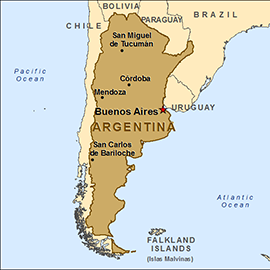 BOLIVIA
PARAGUAY
CHILE
BRAZIL
San Miguel
de Tucumán
Pacific
Ocean
Córdoba
Mendoza
Buenos Aires
URUGUAY
ARGENTINA
San Carlos
de Bariloche
Atlantic
Ocean
FALKLAND
ISLANDS
(Islas Malvinas)